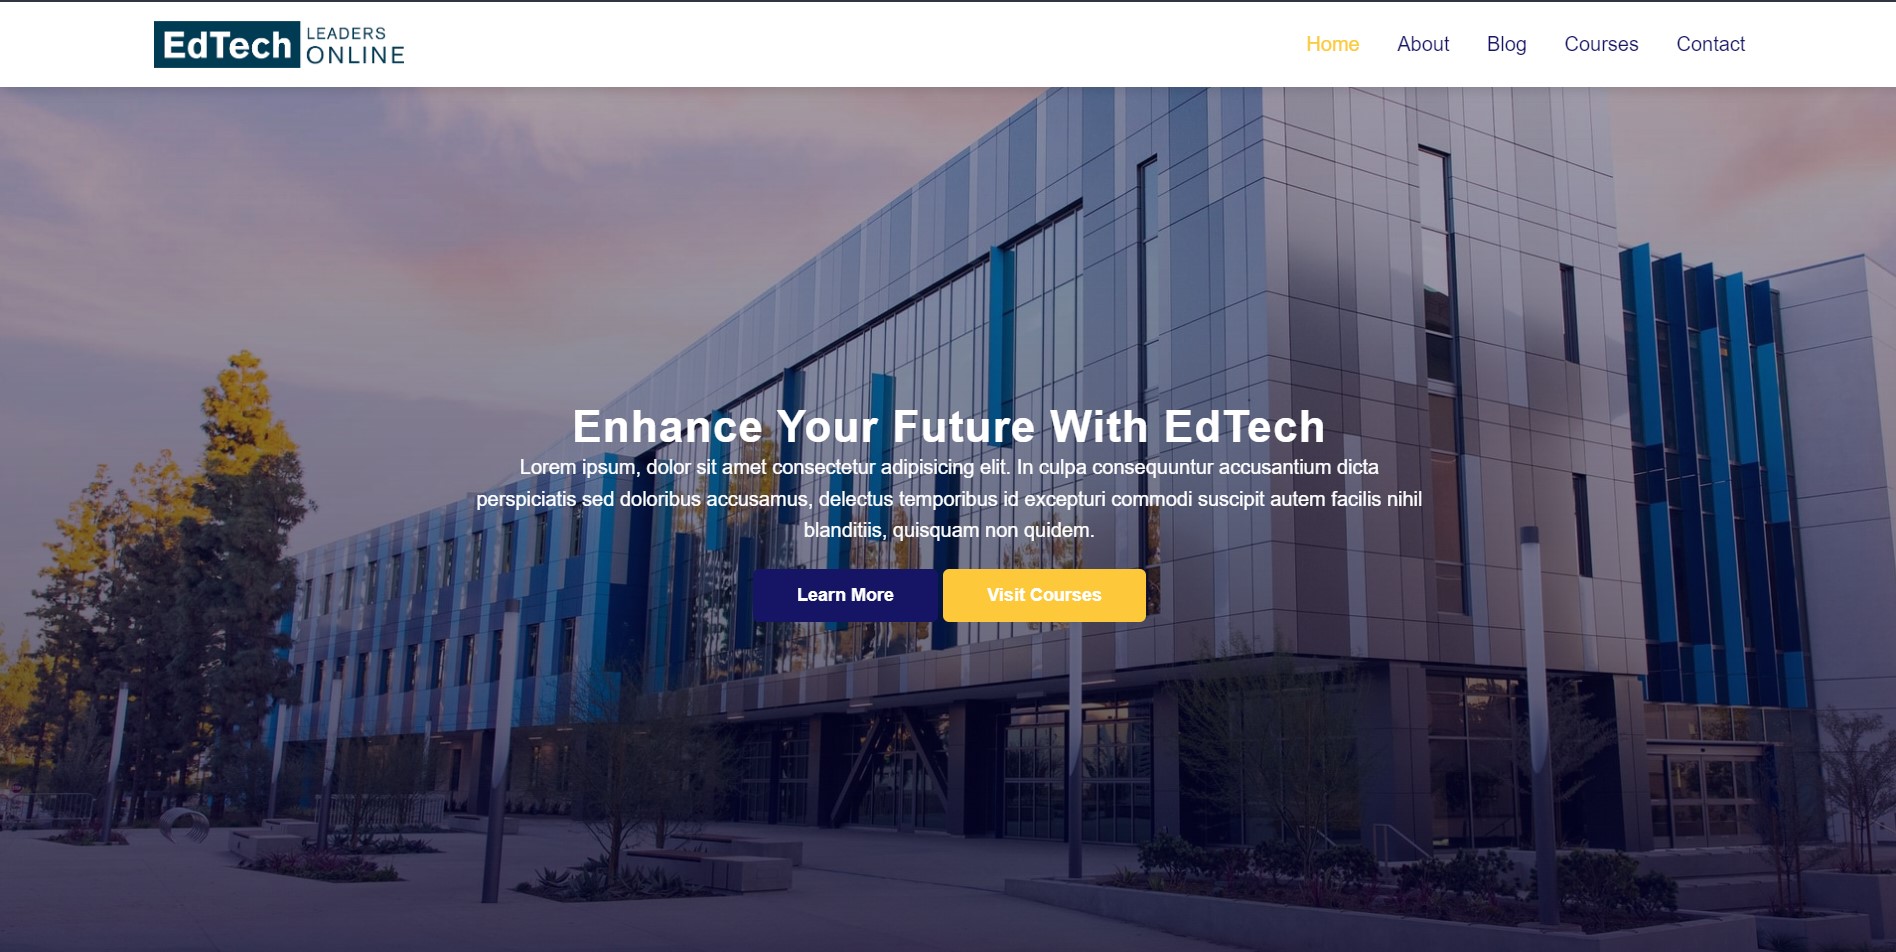 EdTech LEADERS
ONLINE
Home About Blog Courses Contact
Enhance Your Future With EdTech
Lorem ipsum, dolor sit amet consectetur adipisicing elit. In culpa consequuntur accusantium dicta
perspiciatis sed doloribus accusamus, delectus temporibus id excepturi commodi suscipit autem facilis nihil
blanditiis, quisquam non quidem.
Learn More Visit Courses